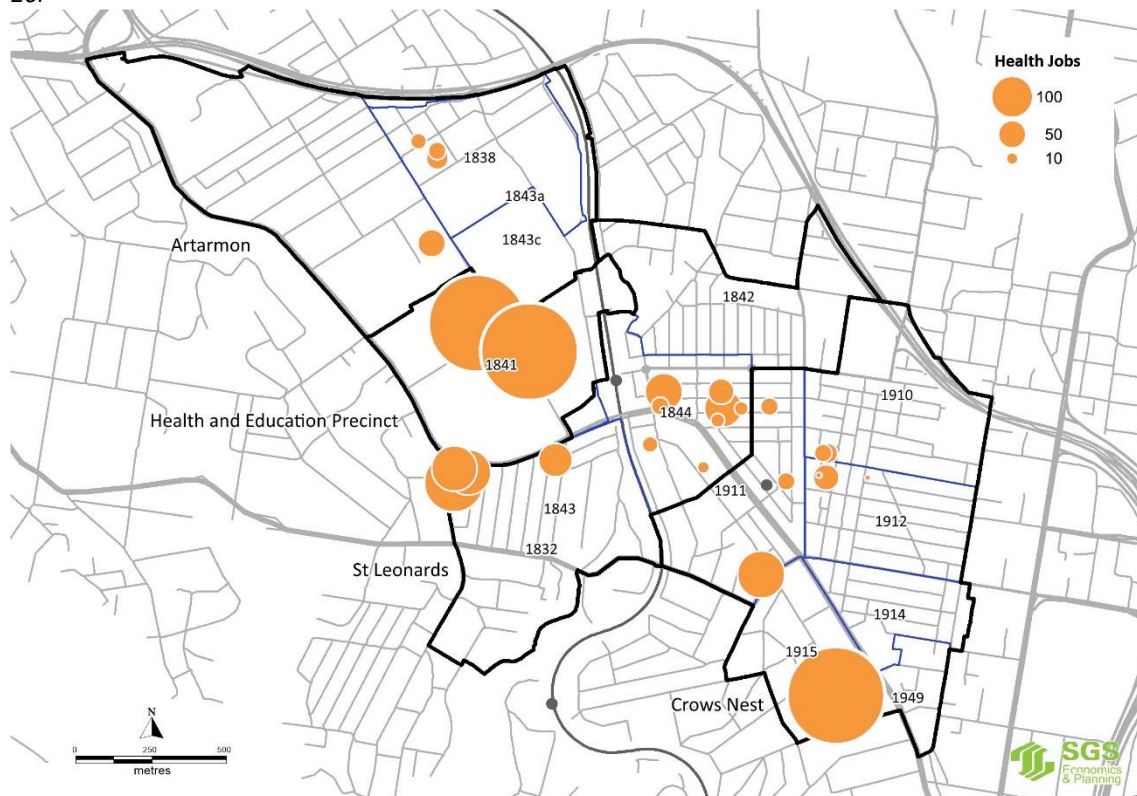 Health Jobs
100
50
10
1838
1843a
1843c
Artarmon
1842
1841
1910
1844
Health and Education Precinct
1911
1843
1912
1832
St Leonards
1914
1915
Crows Nest
1949
N
0 250 500
metres
SGS
Economics
& Planning